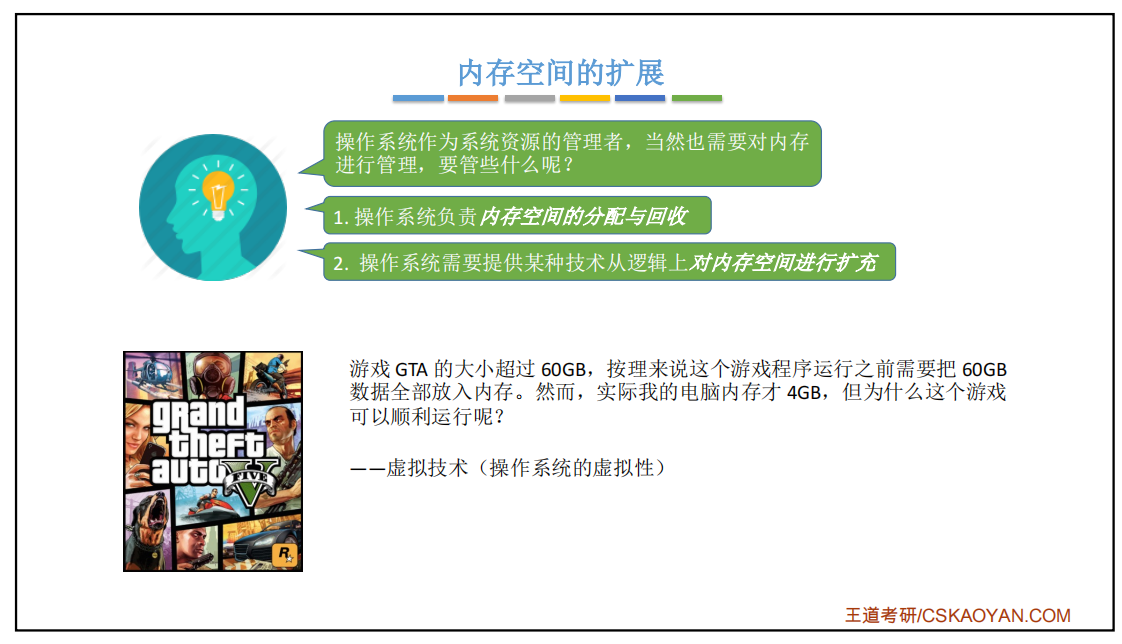 内存空间的扩展
操作系统作为系统资源的管理者，当然也需要对内存
进行管理，要管些什么呢？
1. 操作系统负责内存空间的分配与回收
2. 操作系统需要提供某种技术从逻辑上对内存空间进行扩充
游戏 GTA 的大小超过 60GB，按理来说这个游戏程序运行之前需要把 60GB
数据全部放入内存。然而，实际我的电脑内存才 4GB，但为什么这个游戏
可以顺利运行呢？
——虚拟技术（操作系统的虚拟性）
grand
theft
auto
V
FIVE
R
王道考研/CSKAOYAN.COM